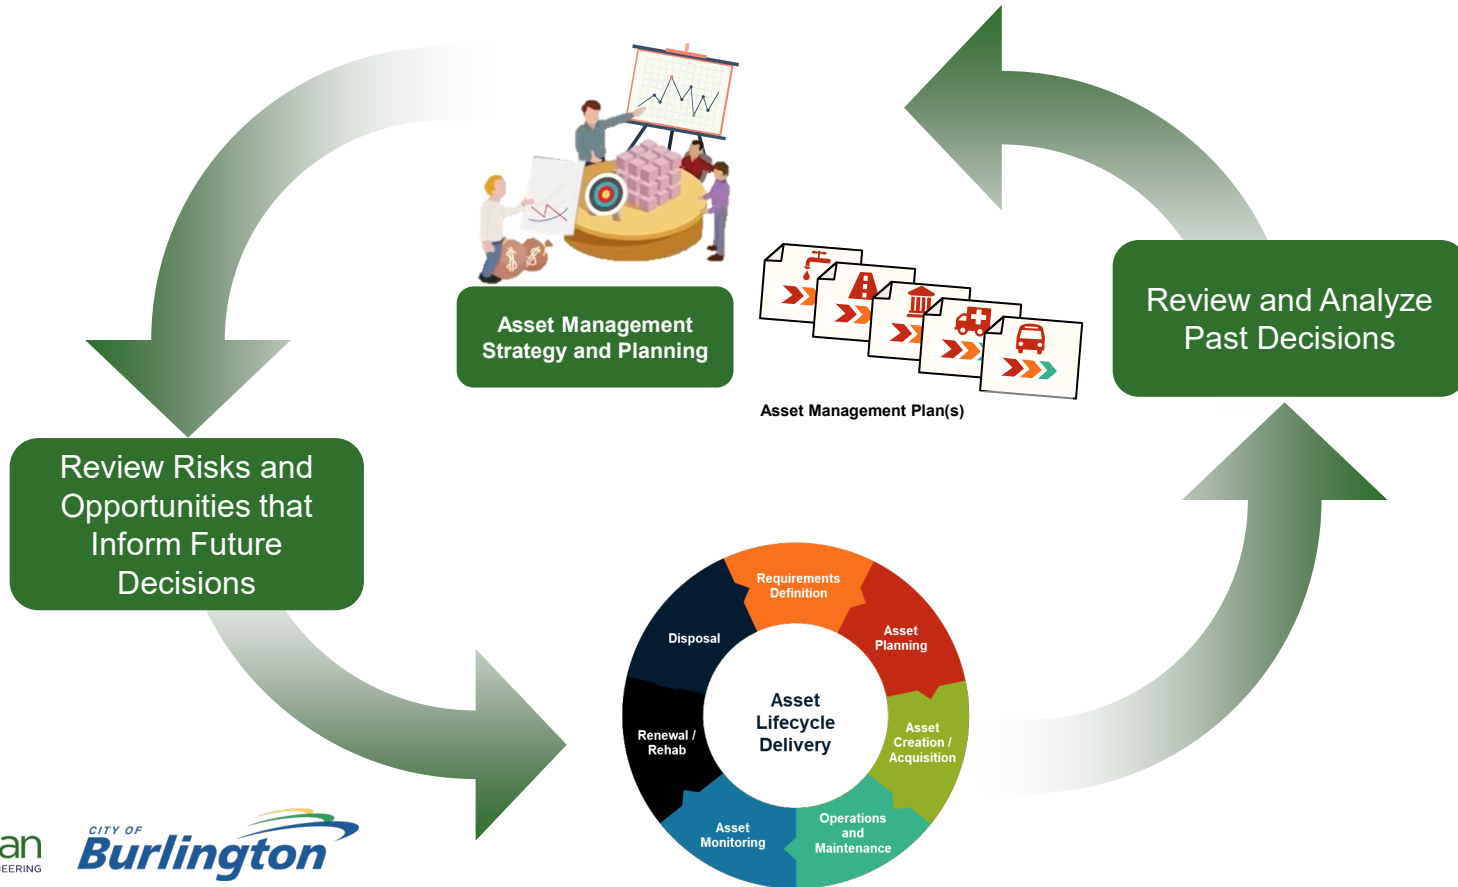 Asset Management
Strategy and Planning
Asset Management Plan(s)
Review and Analyze
Past Decisions
Review Risks and
Opportunities that
Inform Future
Decisions
Requirements
Definition
Asset
Planning
Asset
Creation /
Acquisition
Operations
and
Maintenance
Asset
Monitoring
Renewal /
Rehab
Disposal
Asset
Lifecycle
Delivery
CITY OF
Burlington
$ $